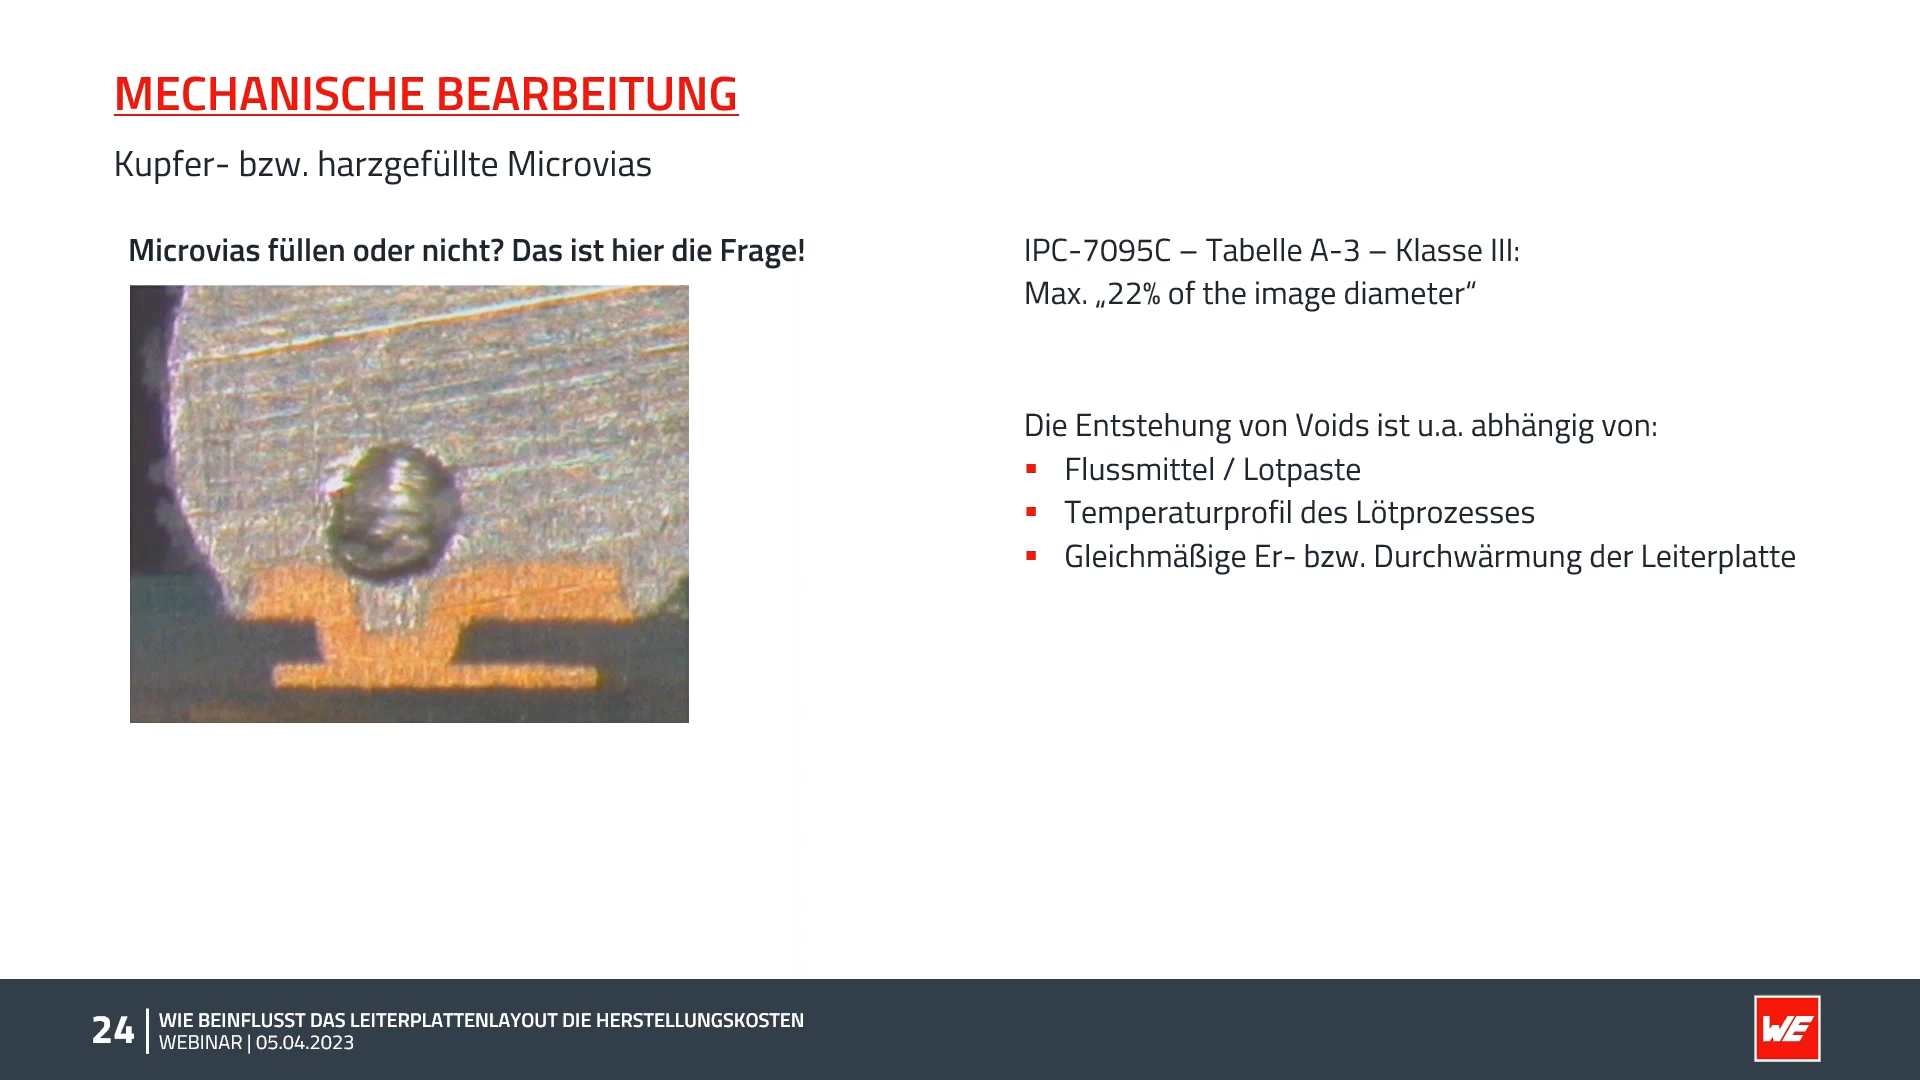 MECHANISCHE BEARBEITUNG
Kupfer- bzw. harzgefüllte Microvias
Microvias füllen oder nicht? Das ist hier die Frage!
IPC-7095C – Tabelle A-3 – Klasse III:
Max. „22% of the image diameter“
Die Entstehung von Voids ist u.a. abhängig von:
▪ Flussmittel / Lotpaste
▪ Temperaturprofil des Lötprozesses
▪ Gleichmäßige Er- bzw. Durchwärmung der Leiterplatte
24
WIE BEINFLUSST DAS LEITERPLATTENLAYOUT DIE HERSTELLUNGSKOSTEN
WEBINAR | 05.04.2023
WE